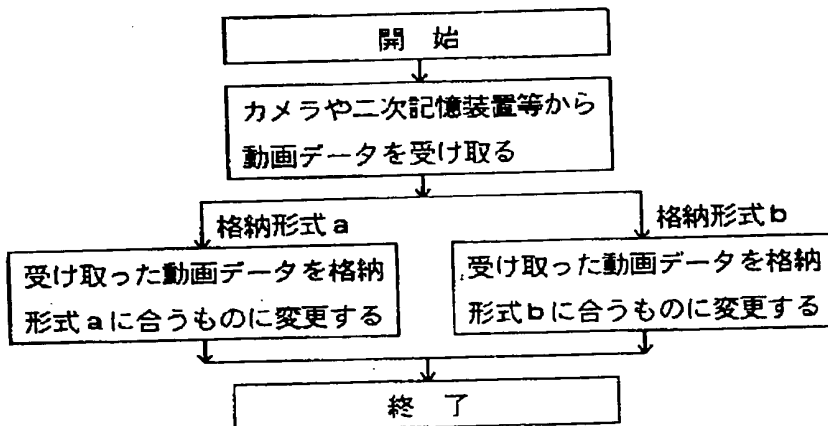 開 始
カメラや二次記憶装置等から
動画データを受け取る
格納形式a
格納形式b
受け取った動画データを格納
形式aに合うものに変更する
受け取った動画データを格納
形式bに合うものに変更する
終 了